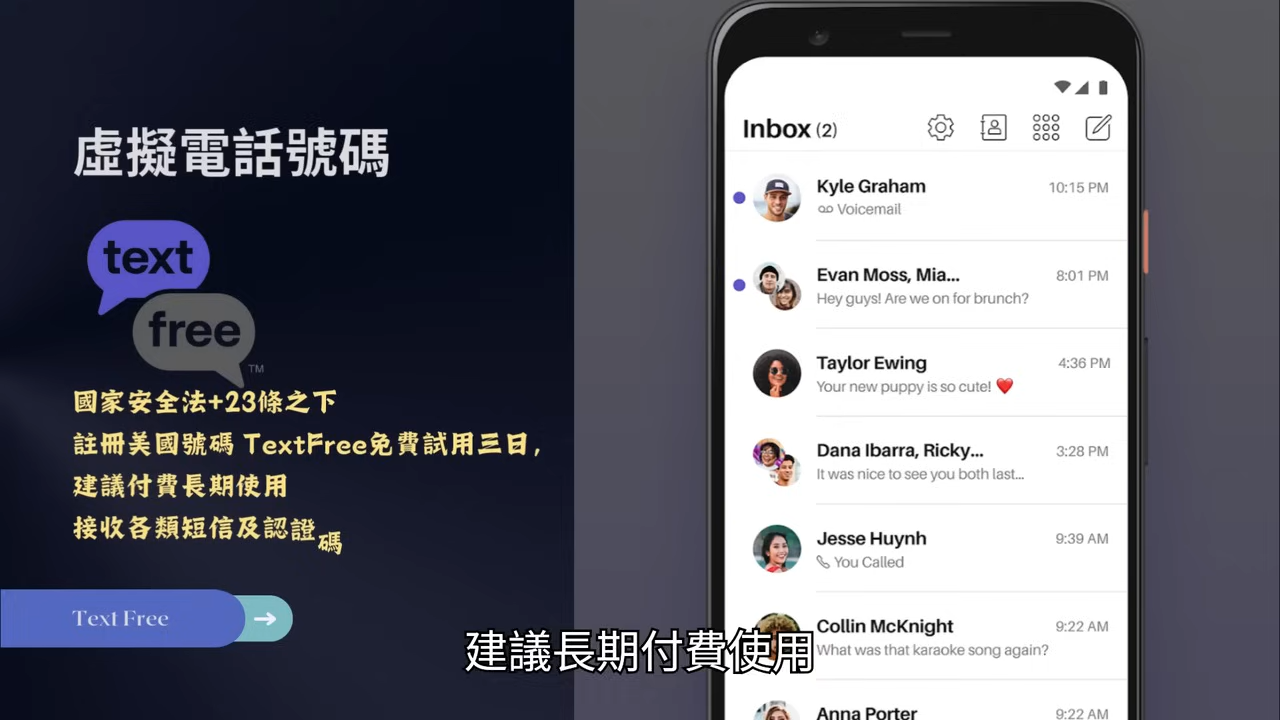 虛擬電話號碼
text
free
TM
國家安全法+23條之下
註冊美國號碼 TextFree免費試用三日，
建議付費長期使用
接收各類短信及認證碼
Text Free
Inbox (2)
Kyle Graham
10:15 PM
Voicemail
Evan Moss, Mia...
8:01 PM
Hey guys! Are we on for brunch?
Taylor Ewing
4:36 PM
Your new puppy is so cute! ❤️
Dana Ibarra, Ricky...
3:28 PM
It was nice to see you both last...
Jesse Huynh
9:39 AM
You Called
Collin McKnight
9:22 AM
What was that karaoke song again?
Anna Porter
9:22 AM
建議長期付費使用